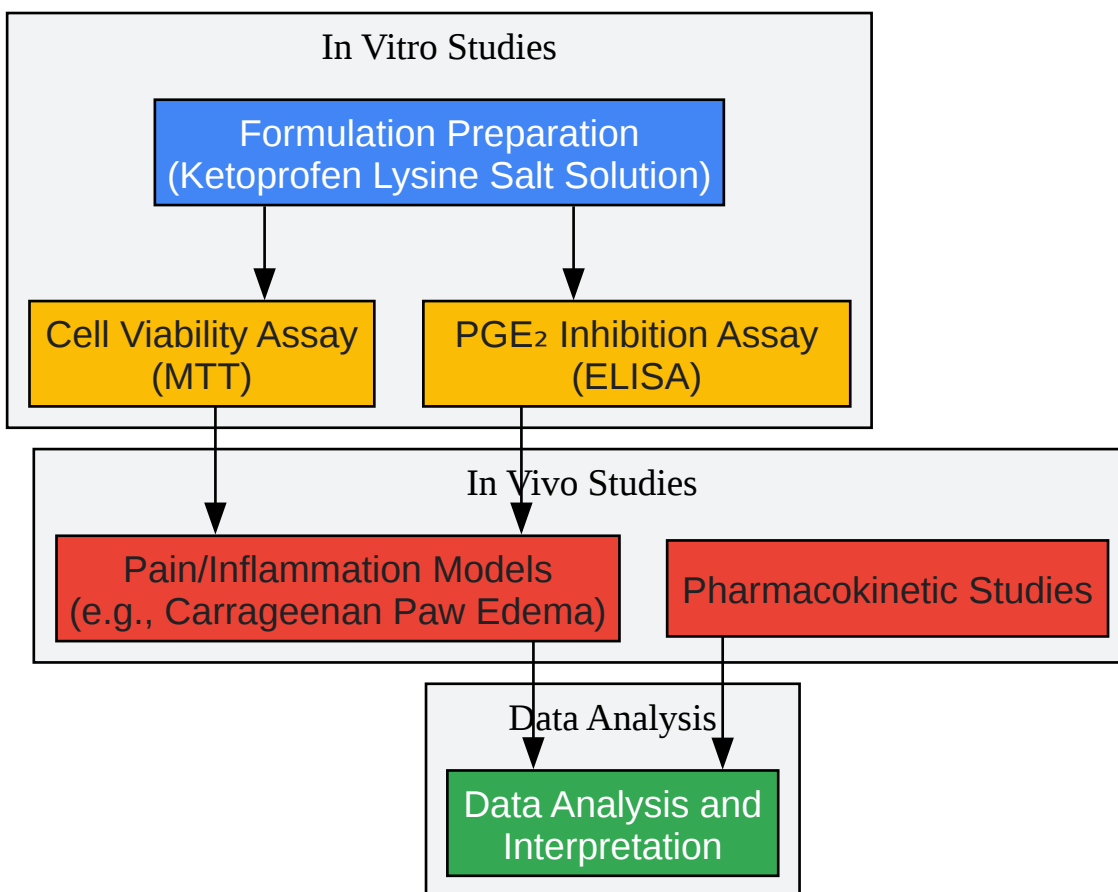 In Vitro Studies
Formulation Preparation
(Ketoprofen Lysine Salt Solution)
Cell Viability Assay
(MTT)
PGE₂ Inhibition Assay
(ELISA)
In Vivo Studies
Pain/Inflammation Models
(e.g., Carrageenan Paw Edema)
Pharmacokinetic Studies
Data Analysis
Data Analysis and
Interpretation